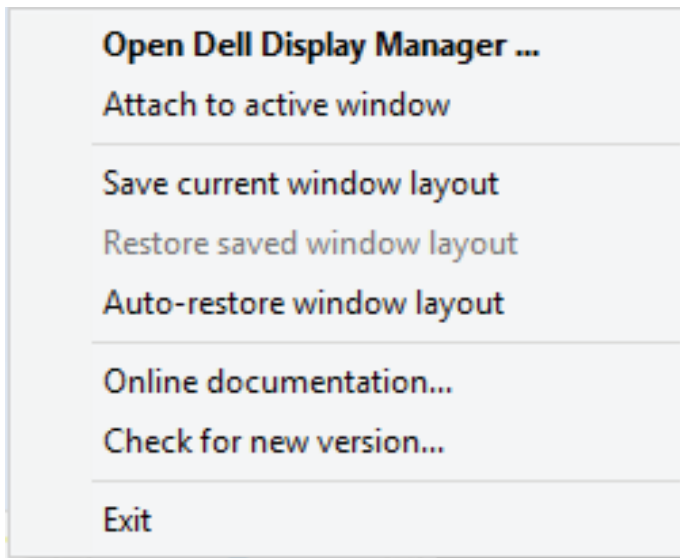 Open Dell Display Manager ...
Attach to active window
Save current window layout
Restore saved window layout
Auto-restore window layout
Online documentation...
Check for new version...
Exit